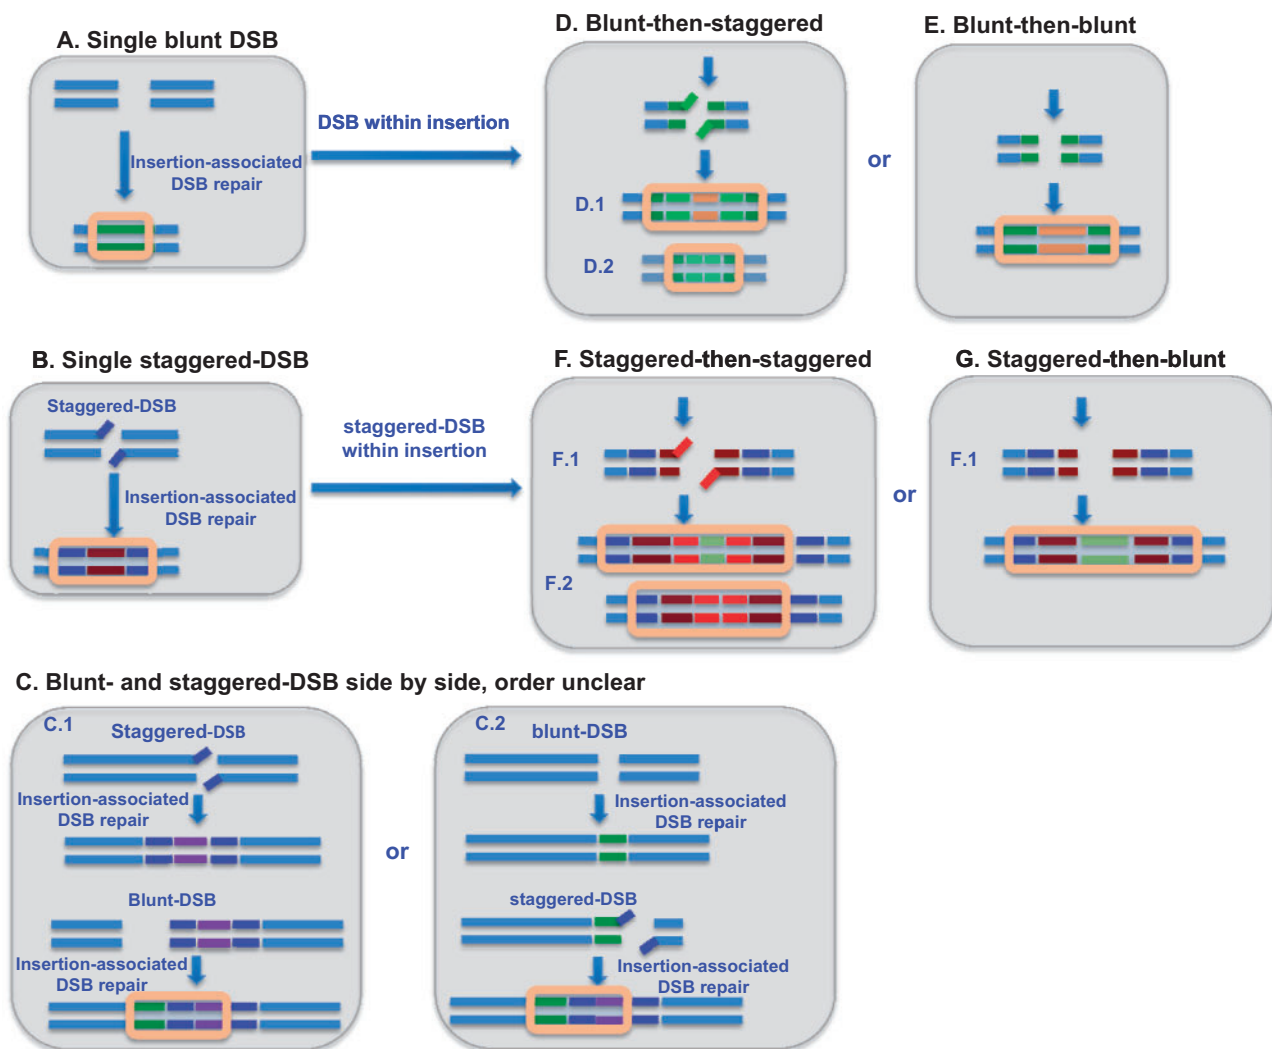 A. Single blunt DSB
Insertion-associated
DSB repair
DSB within insertion
D. Blunt-then-staggered
D.1
D.2
or
E. Blunt-then-blunt
B. Single staggered-DSB
Staggered-DSB
Insertion-associated
DSB repair
staggered-DSB
within insertion
F. Staggered-then-staggered
F.1
F.2
or
G. Staggered-then-blunt
F.1
C. Blunt- and staggered-DSB side by side, order unclear
C.1
Staggered-DSB
Insertion-associated
DSB repair
Blunt-DSB
Insertion-associated
DSB repair
or
C.2
blunt-DSB
Insertion-associated
DSB repair
staggered-DSB
Insertion-associated
DSB repair